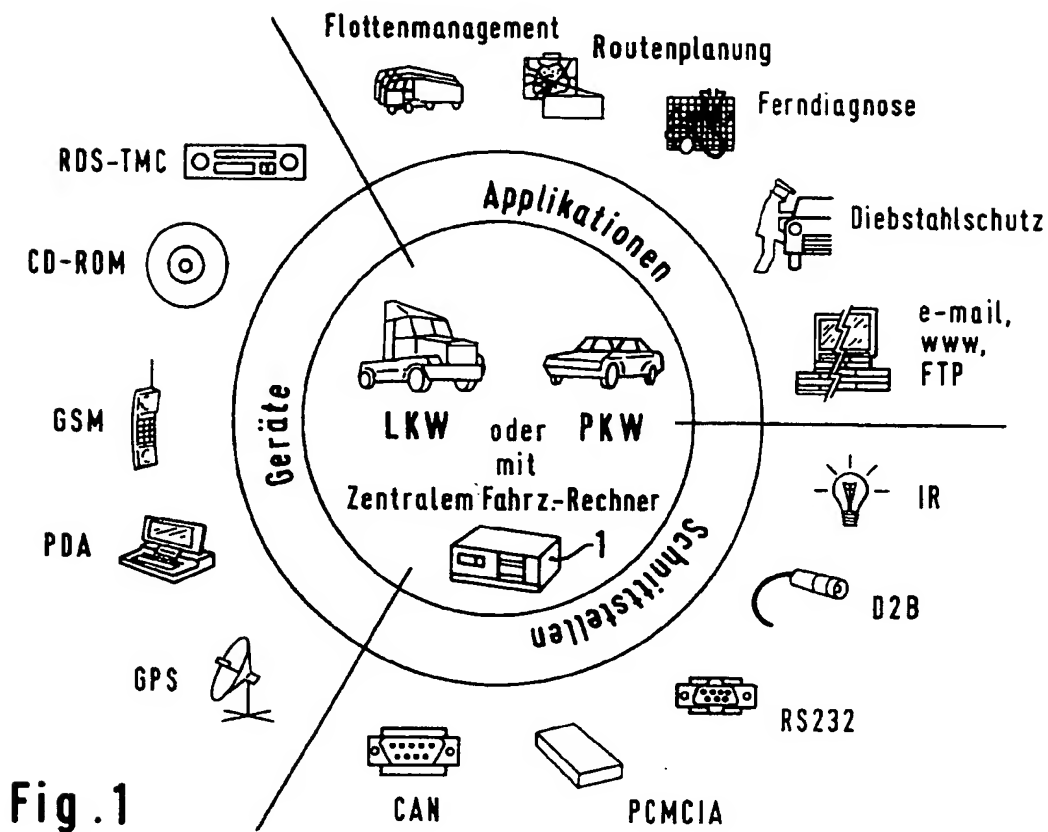 Flottenmanagement
Routenplanung
Ferndiagnose
Diebstahlschutz
e-mail,
www,
FTP
RDS-TMC
CD-ROM
GSM
PDA
GPS
Applikationen
Geräte
Schnittstellen
LKW oder PKW
mit
Zentralem Fahrz.-Rechner
1
IR
D2B
RS232
PCMCIA
CAN
Fig.1